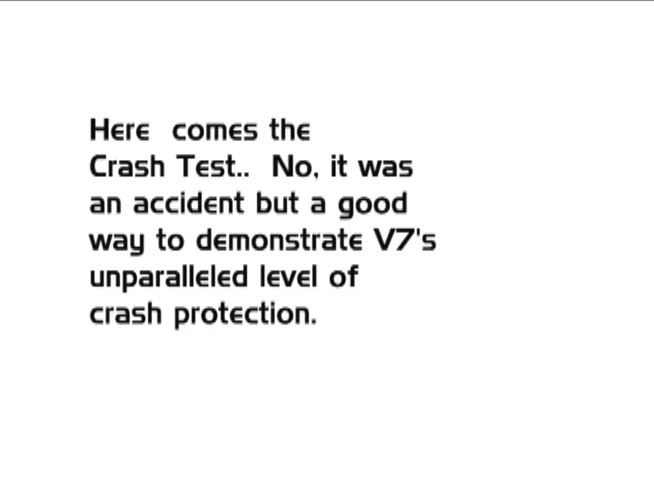 Here  comes the
Crash Test..  No, it was
an accident but a good
way to demonstrate V7's
unparalleled level of
crash protection.